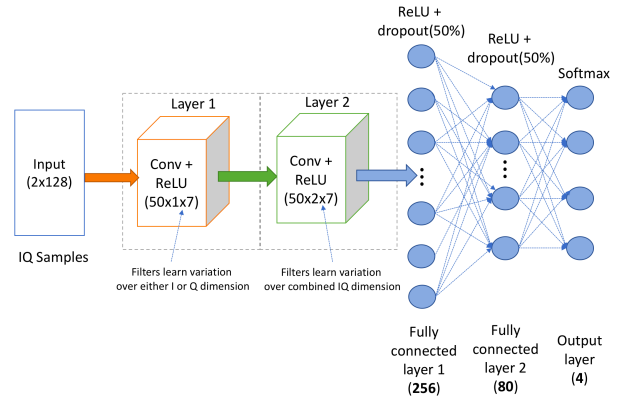 ReLU +
dropout(50%)
ReLU +
dropout(50%)
Softmax
Layer 1
Layer 2
Input
(2x128)
Conv +
ReLU
(50x1x7)
Conv +
ReLU
(50x2x7)
IQ Samples
Filters learn variation
over either I or Q dimension
Filters learn variation
over combined IQ dimension
Fully
connected
layer 1
(256)
Fully
connected
layer 2
(80)
Output
layer
(4)